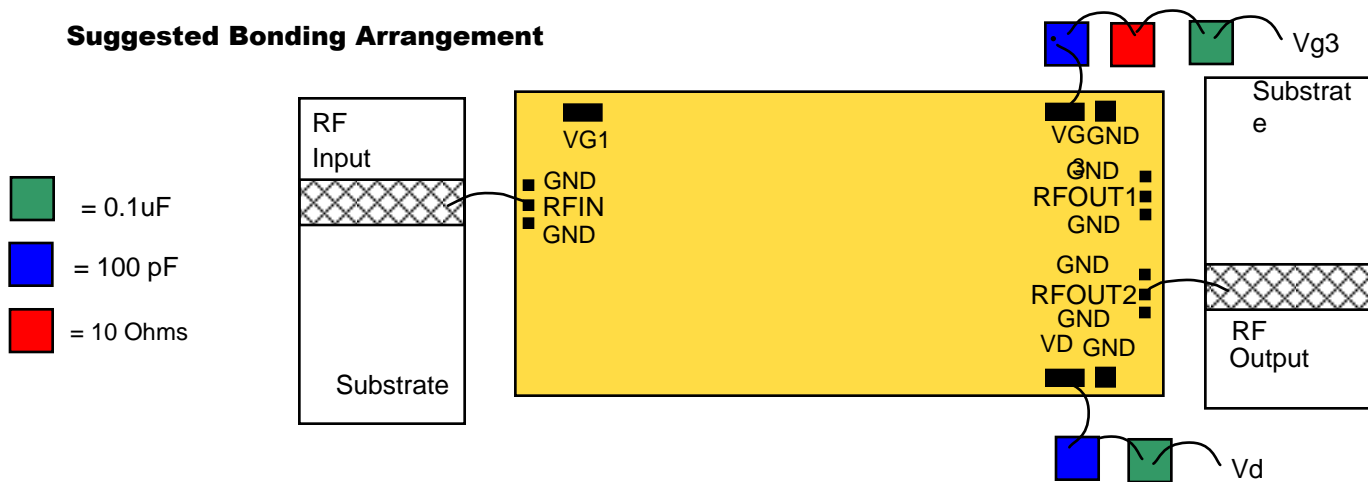 Suggested Bonding Arrangement
Vg3
Substrat
e
RF
Input
VG1
VG
3
GND
GND
RFOUT1
GND
GND
RFIN
GND
= 0.1uF
= 100 pF
= 10 Ohms
GND
RFOUT2
GND
VD
GND
RF
Output
Substrate
Vd